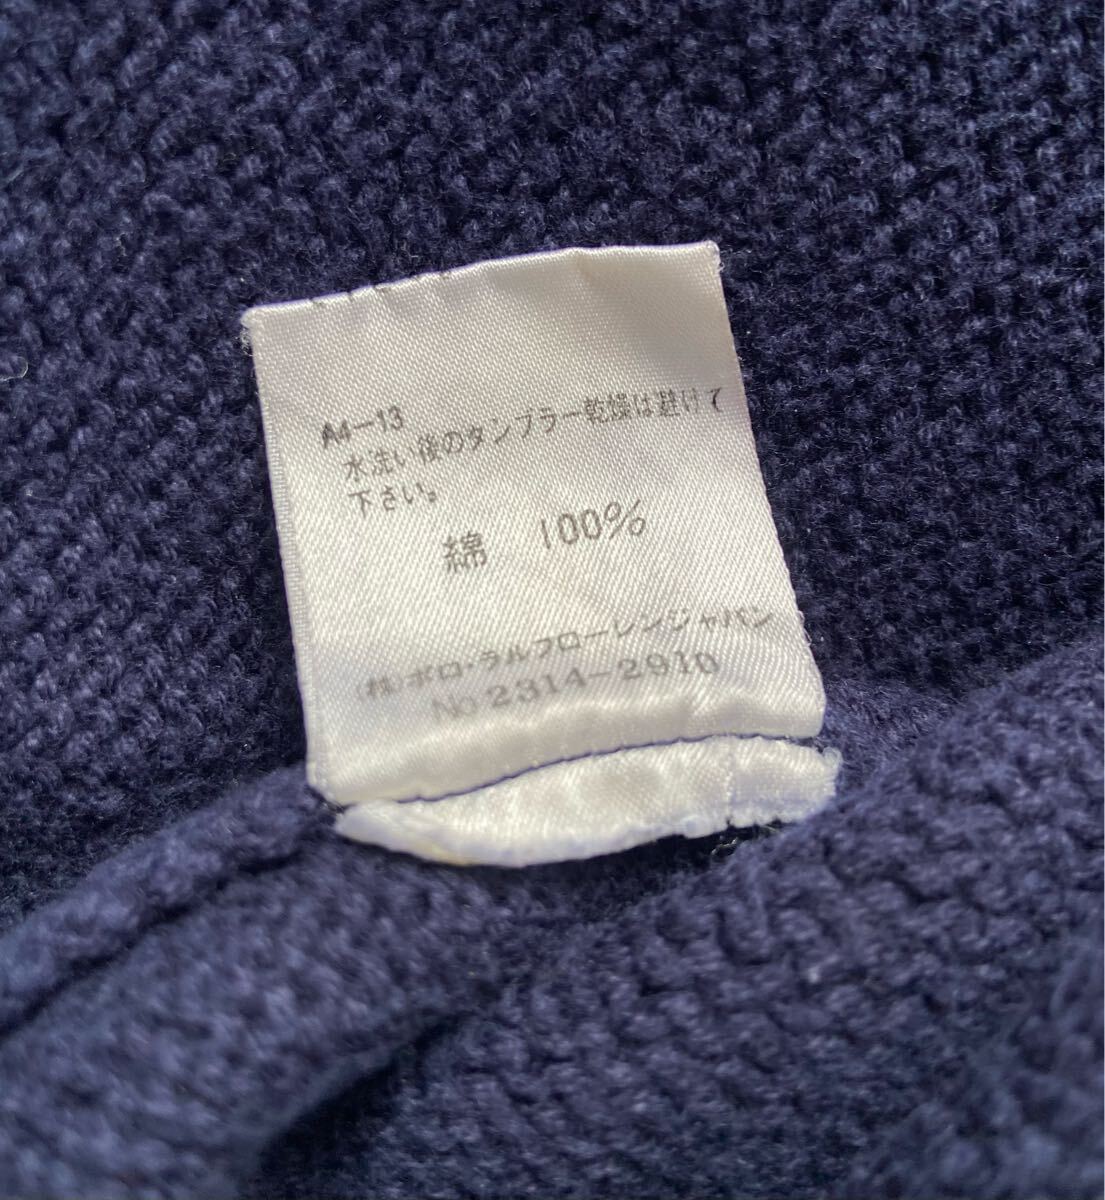 A4-13
水洗い後のタンブラー乾燥は避けて
下さい。
綿 100%
(株)ポロ・ラルフローレンジャパン
No.2314-2910